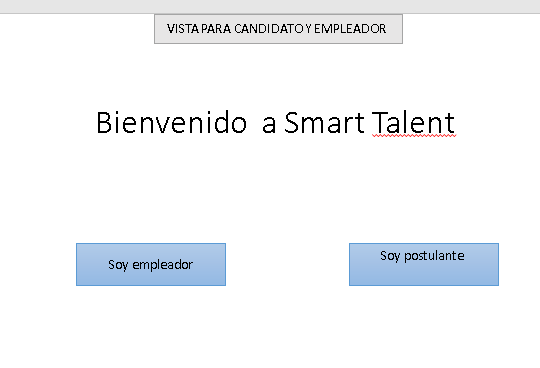 VISTA PARA CANDIDATO Y EMPLEADOR
Bienvenido a Smart Talent
Soy empleador
Soy postulante